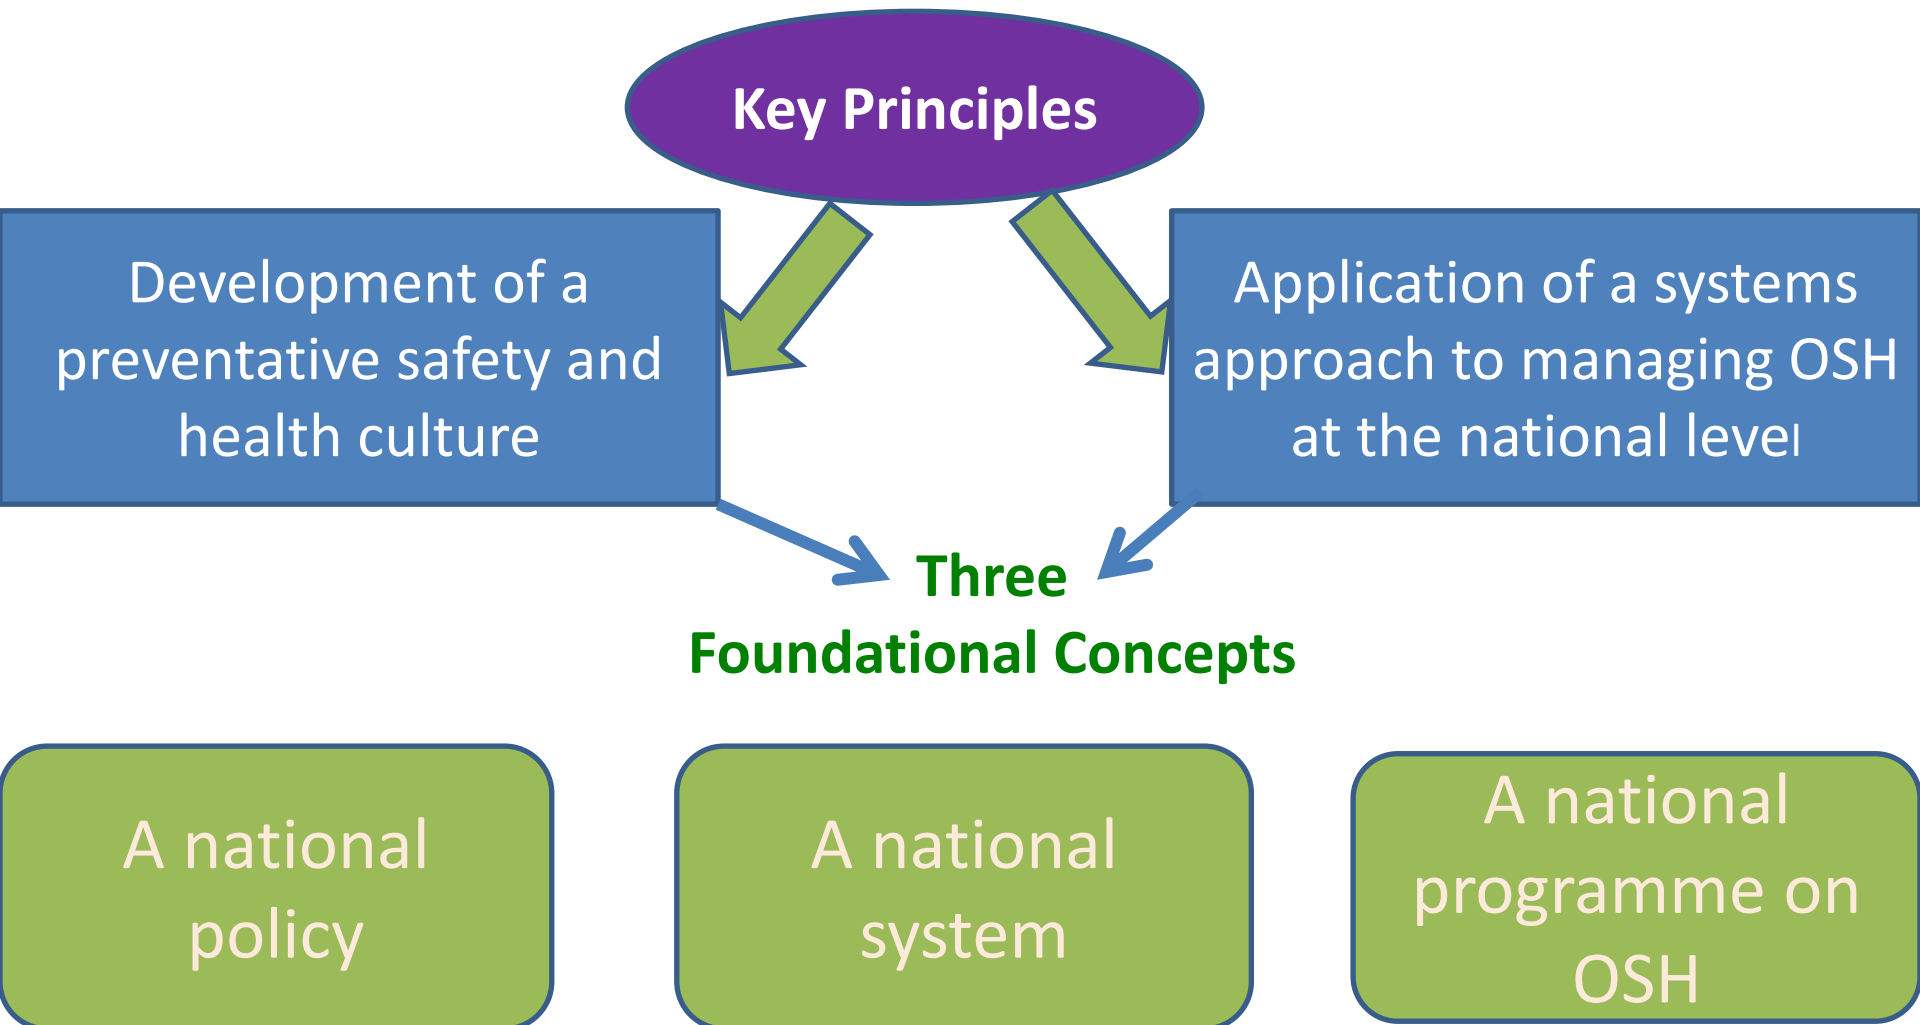 Key Principles
Development of a
preventative safety and
health culture
Application of a systems
approach to managing OSH
at the national level
Three
Foundational Concepts
A national
policy
A national
system
A national
programme on
OSH